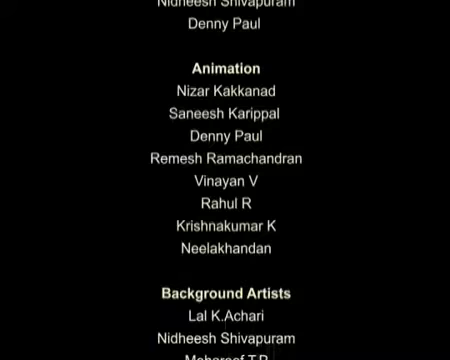 Nidheesh Shivapuram
Denny Paul
Animation
Nizar Kakkanad
Saneesh Karippal
Denny Paul
Remesh Ramachandran
Vinayan V
Rahul R
Krishnakumar K
Neelakhandan
Background Artists
Lal K.Achari
Nidheesh Shivapuram